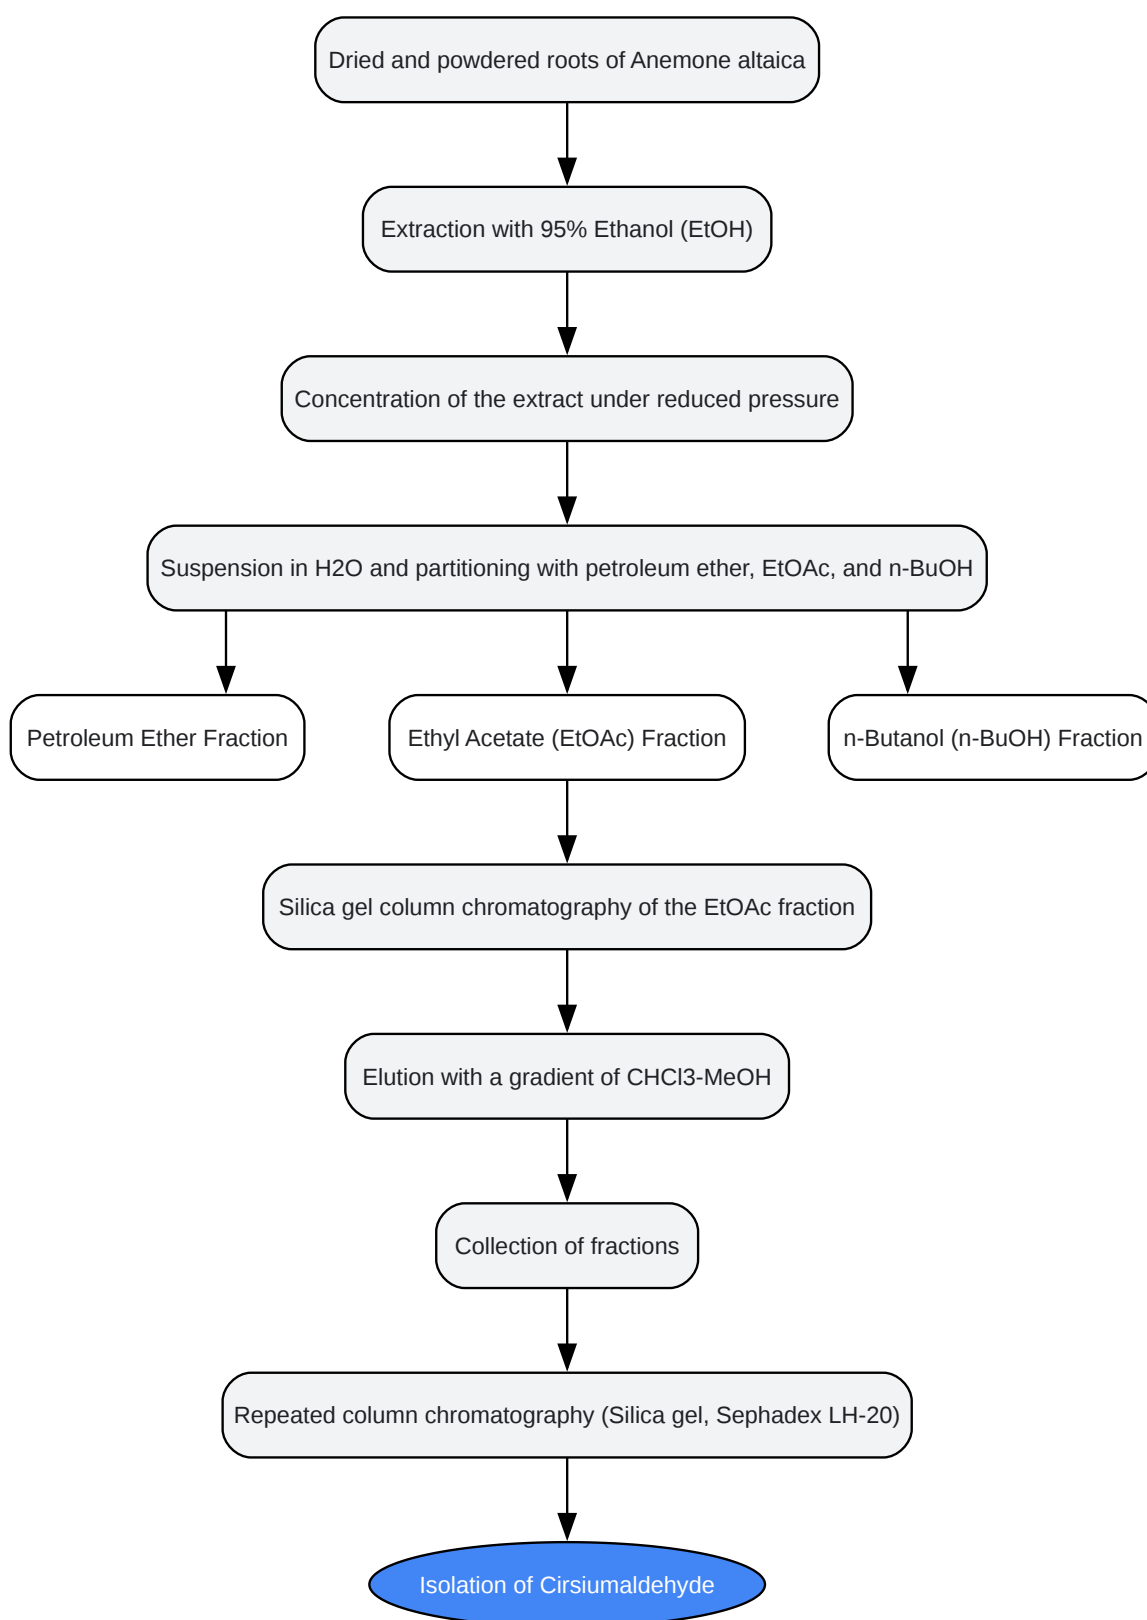 Dried and powdered roots of Anemone altaica
Extraction with 95% Ethanol (EtOH)
Concentration of the extract under reduced pressure
Suspension in H2O and partitioning with petroleum ether, EtOAc, and n-BuOH
Petroleum Ether Fraction
Ethyl Acetate (EtOAc) Fraction
n-Butanol (n-BuOH) Fraction
Silica gel column chromatography of the EtOAc fraction
Elution with a gradient of CHCl3-MeOH
Collection of fractions
Repeated column chromatography (Silica gel, Sephadex LH-20)
Isolation of Cirsiumaldehyde